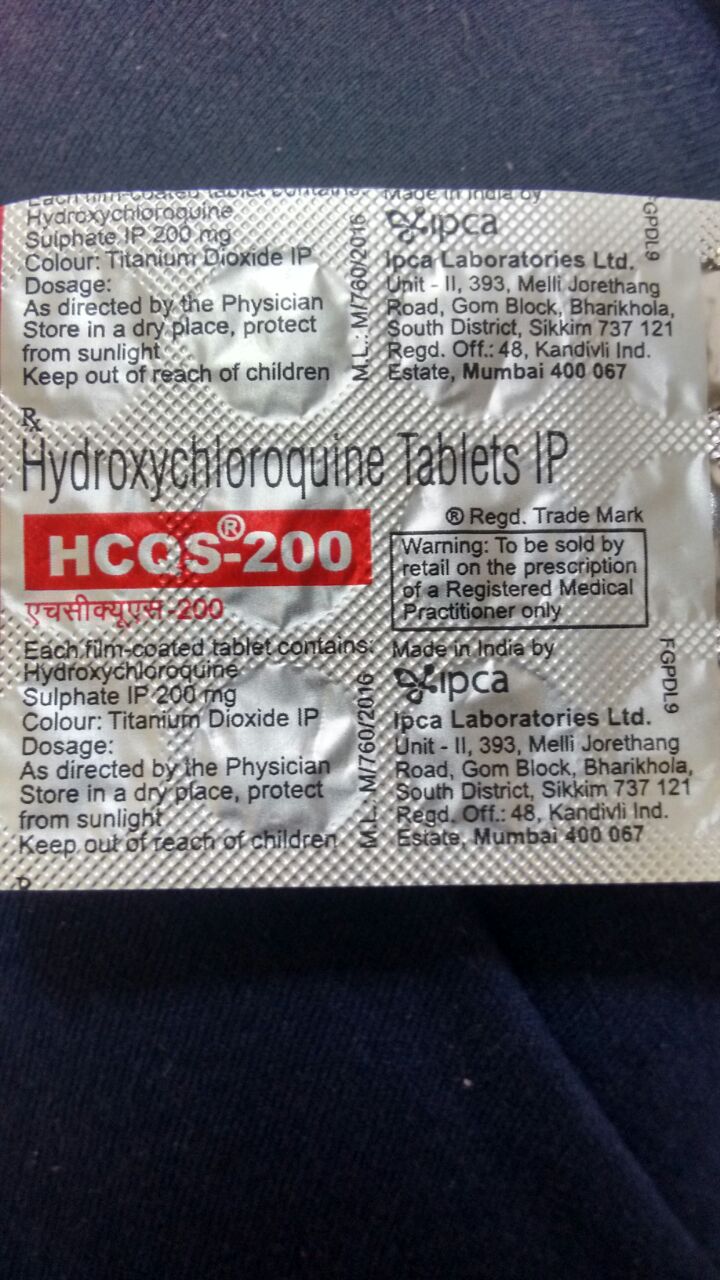 Each film-coated tablet contains:
Hydroxychloroquine
Sulphate IP 200 mg
Colour: Titanium Dioxide IP
Dosage:
As directed by the Physician
Store in a dry place, protect
from sunlight
Keep out of reach of children
M.L.: M/760/2016
Made in India by
ipca
Ipca Laboratories Ltd.
Unit - II, 393, Melli Jorethang
Road, Gom Block, Bharikhola,
South District, Sikkim 737 121
Regd. Off.: 48, Kandivli Ind.
Estate, Mumbai 400 067
FGPDL9
Rx
Hydroxychloroquine Tablets IP
HCQS®-200
एचसीक्यूएस-200
® Regd. Trade Mark
Warning: To be sold by
retail on the prescription
of a Registered Medical
Practitioner only
Each film-coated tablet contains:
Hydroxychloroquine
Sulphate IP 200 mg
Colour: Titanium Dioxide IP
Dosage:
As directed by the Physician
Store in a dry place, protect
from sunlight
Keep out of reach of children
M.L.: M/760/2016
Made in India by
ipca
Ipca Laboratories Ltd.
Unit - II, 393, Melli Jorethang
Road, Gom Block, Bharikhola,
South District, Sikkim 737 121
Regd. Off.: 48, Kandivli Ind.
Estate, Mumbai 400 067
FGPDL9